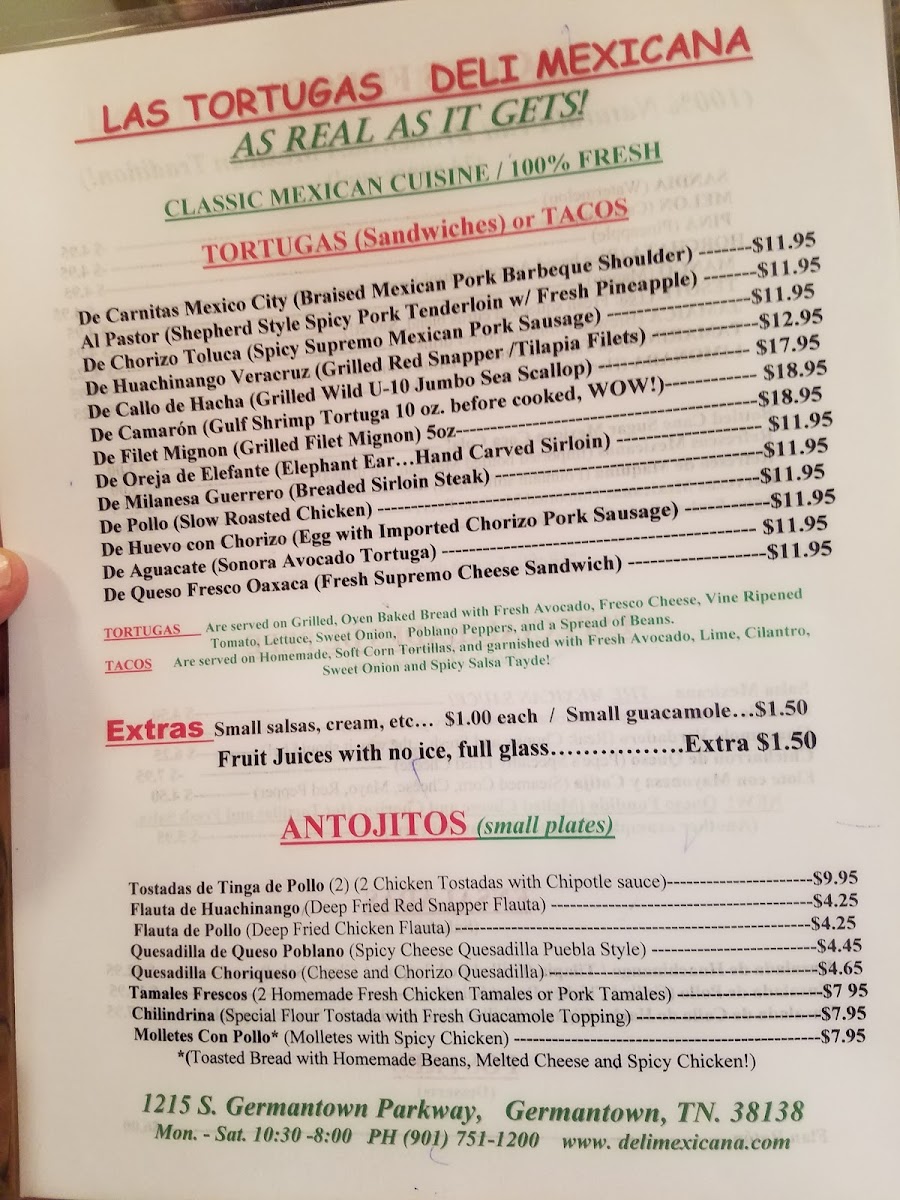 LAS TORTUGAS DELI MEXICANA
AS REAL AS IT GETS!
CLASSIC MEXICAN CUISINE / 100% FRESH
TORTUGAS (Sandwiches) or TACOS
De Carnitas Mexico City (Braised Mexican Pork Barbeque Shoulder) -------$11.95
Al Pastor (Shepherd Style Spicy Pork Tenderloin w/ Fresh Pineapple) -------$11.95
De Chorizo Toluca (Spicy Supremo Mexican Pork Sausage) -------------------$11.95
De Huachinango Veracruz (Grilled Red Snapper /Tilapia Filets) --------------$12.95
De Callo de Hacha (Grilled Wild U-10 Jumbo Sea Scallop) -------------------- $17.95
De Camarón (Gulf Shrimp Tortuga 10 oz. before cooked, WOW!)------------ $18.95
De Filet Mignon (Grilled Filet Mignon) 5oz----------------------------------------$18.95
De Oreja de Elefante (Elephant Ear…Hand Carved Sirloin) ------------------- $11.95
De Milanesa Guerrero (Breaded Sirloin Steak) ------------------------------------$11.95
De Pollo (Slow Roasted Chicken) ---------------------------------------------------$11.95
De Huevo con Chorizo (Egg with Imported Chorizo Pork Sausage) -----------$11.95
De Aguacate (Sonora Avocado Tortuga) ------------------------------------------ $11.95
De Queso Fresco Oaxaca (Fresh Supremo Cheese Sandwich) ------------------$11.95
TORTUGAS Are served on Grilled, Oven Baked Bread with Fresh Avocado, Fresco Cheese, Vine Ripened
Tomato, Lettuce, Sweet Onion, Poblano Peppers, and a Spread of Beans.
TACOS Are served on Homemade, Soft Corn Tortillas, and garnished with Fresh Avocado, Lime, Cilantro,
Sweet Onion and Spicy Salsa Tayde!
Extras Small salsas, cream, etc… $1.00 each / Small guacamole…$1.50
Fruit Juices with no ice, full glass……………..Extra $1.50
ANTOJITOS (small plates)
Tostadas de Tinga de Pollo (2) (2 Chicken Tostadas with Chipotle sauce)-----------------------$9.95
Flauta de Huachinango (Deep Fried Red Snapper Flauta) ------------------------------------------$4.25
Flauta de Pollo (Deep Fried Chicken Flauta) ---------------------------------------------------------$4.25
Quesadilla de Queso Poblano (Spicy Cheese Quesadilla Puebla Style) ---------------------------$4.45
Quesadilla Choriqueso (Cheese and Chorizo Quesadilla) -------------------------------------------$4.65
Tamales Frescos (2 Homemade Fresh Chicken Tamales or Pork Tamales) -----------------------$7 95
Chilindrina (Special Flour Tostada with Fresh Guacamole Topping) ------------------------------$7.95
Molletes Con Pollo* (Molletes with Spicy Chicken) -------------------------------------------------$7.95
*(Toasted Bread with Homemade Beans, Melted Cheese and Spicy Chicken!)
1215 S. Germantown Parkway, Germantown, TN. 38138
Mon. - Sat. 10:30 -8:00 PH (901) 751-1200 www. delimexicana.com